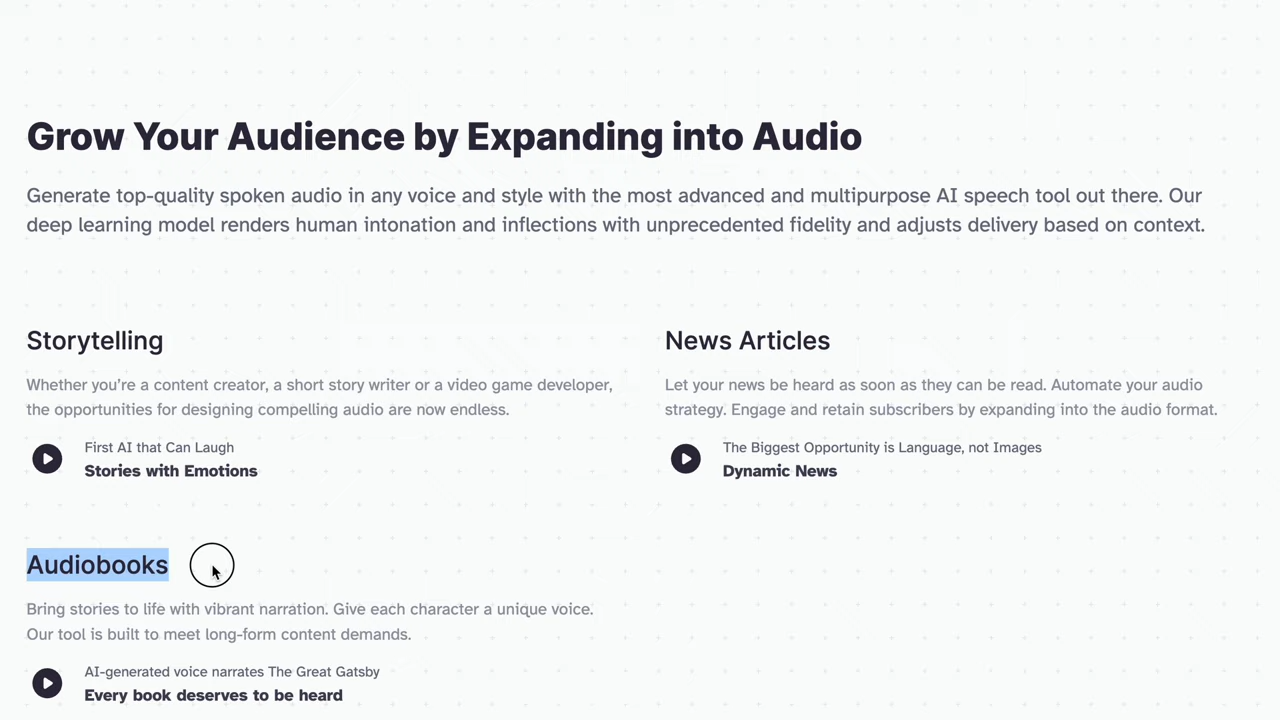 Grow Your Audience by Expanding into Audio
Generate top-quality spoken audio in any voice and style with the most advanced and multipurpose AI speech tool out there. Our
deep learning model renders human intonation and inflections with unprecedented fidelity and adjusts delivery based on context.
Storytelling
Whether you’re a content creator, a short story writer or a video game developer,
the opportunities for designing compelling audio are now endless.
First AI that Can Laugh
Stories with Emotions
News Articles
Let your news be heard as soon as they can be read. Automate your audio
strategy. Engage and retain subscribers by expanding into the audio format.
The Biggest Opportunity is Language, not Images
Dynamic News
Audiobooks
Bring stories to life with vibrant narration. Give each character a unique voice.
Our tool is built to meet long-form content demands.
AI-generated voice narrates The Great Gatsby
Every book deserves to be heard